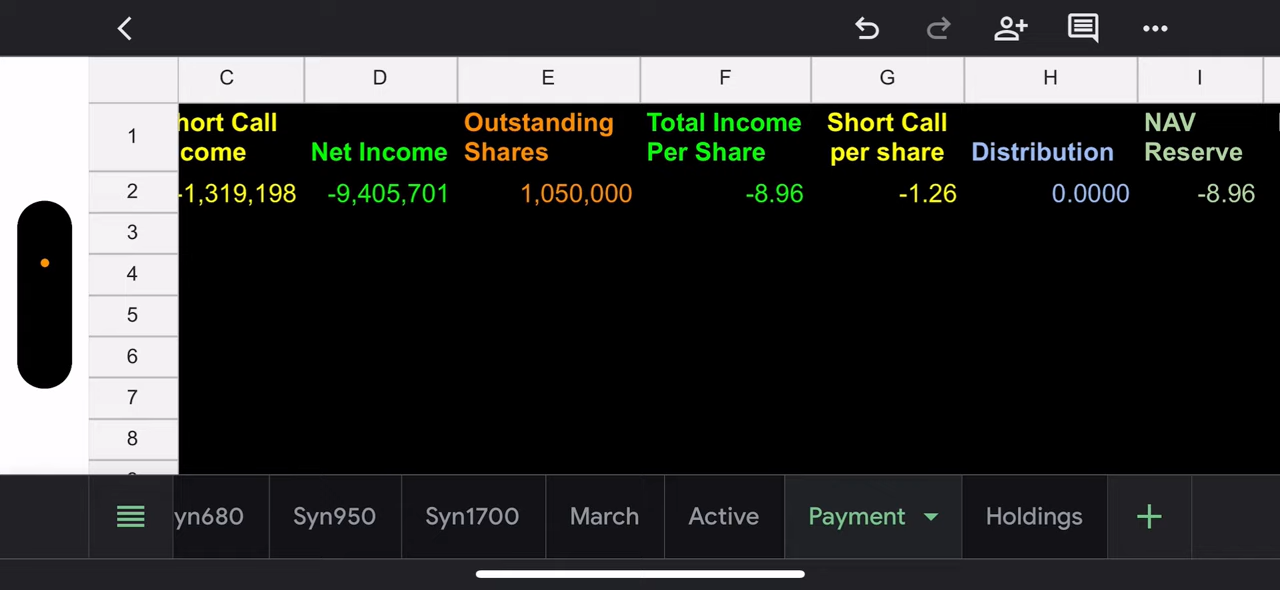 C D E F G H I
1 hort Call Outstanding Total Income Short Call NAV
come Net Income Shares Per Share per share Distribution Reserve
2 -1,319,198 -9,405,701 1,050,000 -8.96 -1.26 0.0000 -8.96
3
4
5
6
7
8
yn680 Syn950 Syn1700 March Active Payment Holdings